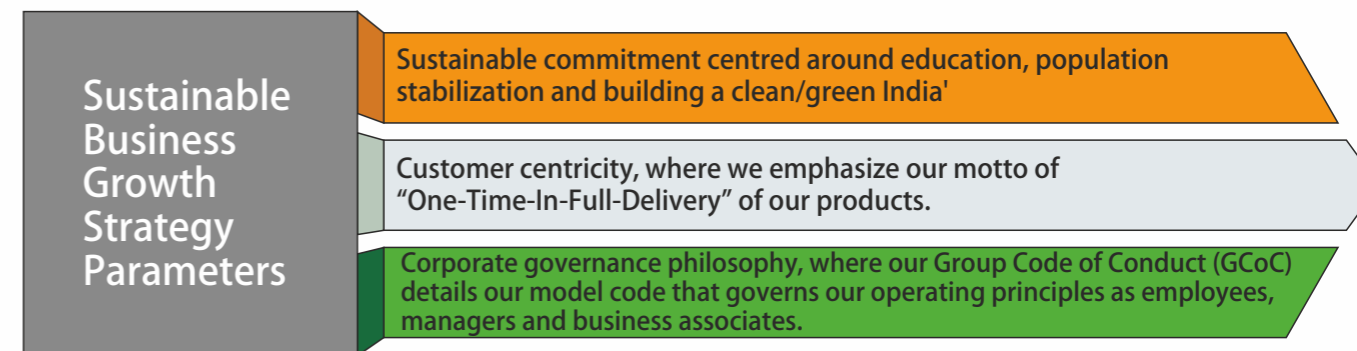 Sustainable
Business
Growth
Strategy
Parameters
Sustainable commitment centred around education, population
stabilization and building a clean/green India'
Customer centricity, where we emphasize our motto of
“One-Time-In-Full-Delivery” of our products.
Corporate governance philosophy, where our Group Code of Conduct (GCoC)
details our model code that governs our operating principles as employees,
managers and business associates.